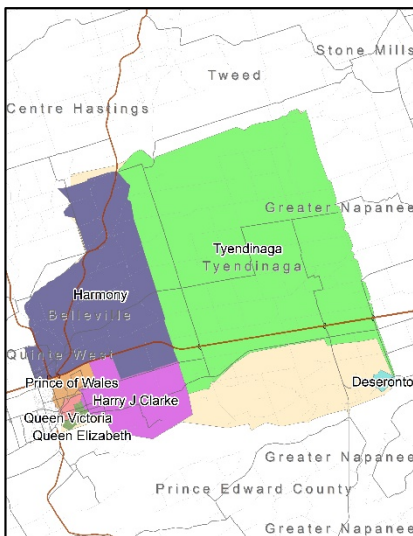 Stone Mills
Tweed
Centre Hastings
Greater Napanee
Tyendinaga
Tyendinaga
Harmony
Belleville
Quinte West
Prince of Wales
Deseronto
Harry J Clarke
Queen Victoria
Queen Elizabeth
Greater Napanee
Prince Edward County
Greater Napanee